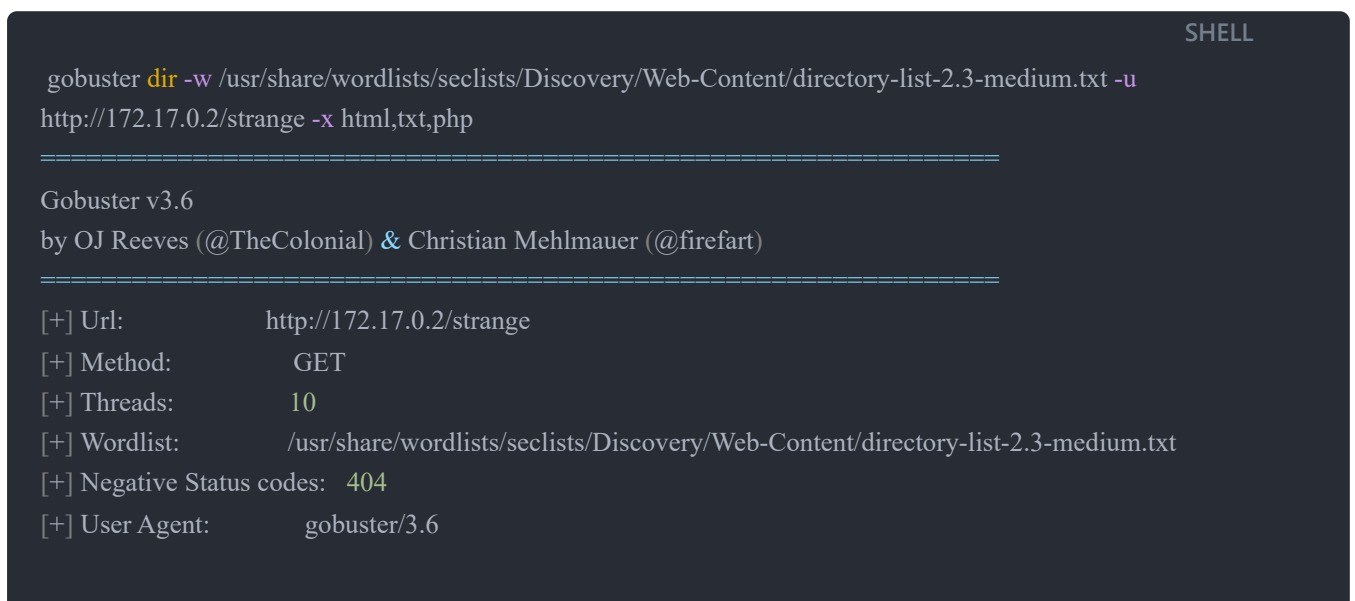 SHELL
gobuster dir -w /usr/share/wordlists/seclists/Discovery/Web-Content/directory-list-2.3-medium.txt -u
http://172.17.0.2/strange -x html,txt,php
===============================================================
Gobuster v3.6
by OJ Reeves (@TheColonial) & Christian Mehlmauer (@firefart)
===============================================================
[+] Url: http://172.17.0.2/strange
[+] Method: GET
[+] Threads: 10
[+] Wordlist: /usr/share/wordlists/seclists/Discovery/Web-Content/directory-list-2.3-medium.txt
[+] Negative Status codes: 404
[+] User Agent: gobuster/3.6